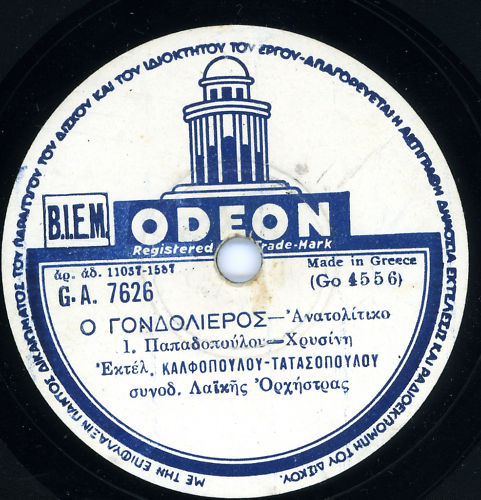 ΜΕ ΤΗΝ ΕΠΙΦΥΛΑΞΙΝ ΠΑΝΤΟΣ ΔΙΚΑΙΩΜΑΤΟΣ ΤΟΥ ΠΑΡΑΓΩΓΟΥ ΤΟΥ ΔΙΣΚΟΥ ΚΑΙ ΤΟΥ ΙΔΙΟΚΤΗΤΟΥ ΤΟΥ ΕΡΓΟΥ-ΑΠΑΓΟΡΕΥΕΤΑΙ Η ΑΝΤΙΓΡΑΦΗ ΔΗΜΟΣΙΑ ΕΚΤΕΛΕΣΙΣ ΚΑΙ ΡΑΔΙΟΕΚΠΟΜΠΗ ΤΟΥ ΔΙΣΚΟΥ.
B.I.E.M.
ODEON
Registered Trade-Mark
ἀρ. ἀδ. 11037-1587
Made in Greece
G.A. 7626
(Go 4556)
Ο ΓΟΝΔΟΛΙΕΡΟΣ—Ἀνατολίτικο
Ι. Παπαδοπούλου—Χρυσίνη
Ἐκτέλ. ΚΑΛΦΟΠΟΥΛΟΥ-ΤΑΤΑΣΟΠΟΥΛΟΥ
συνοδ. Λαϊκῆς Ὀρχήστρας